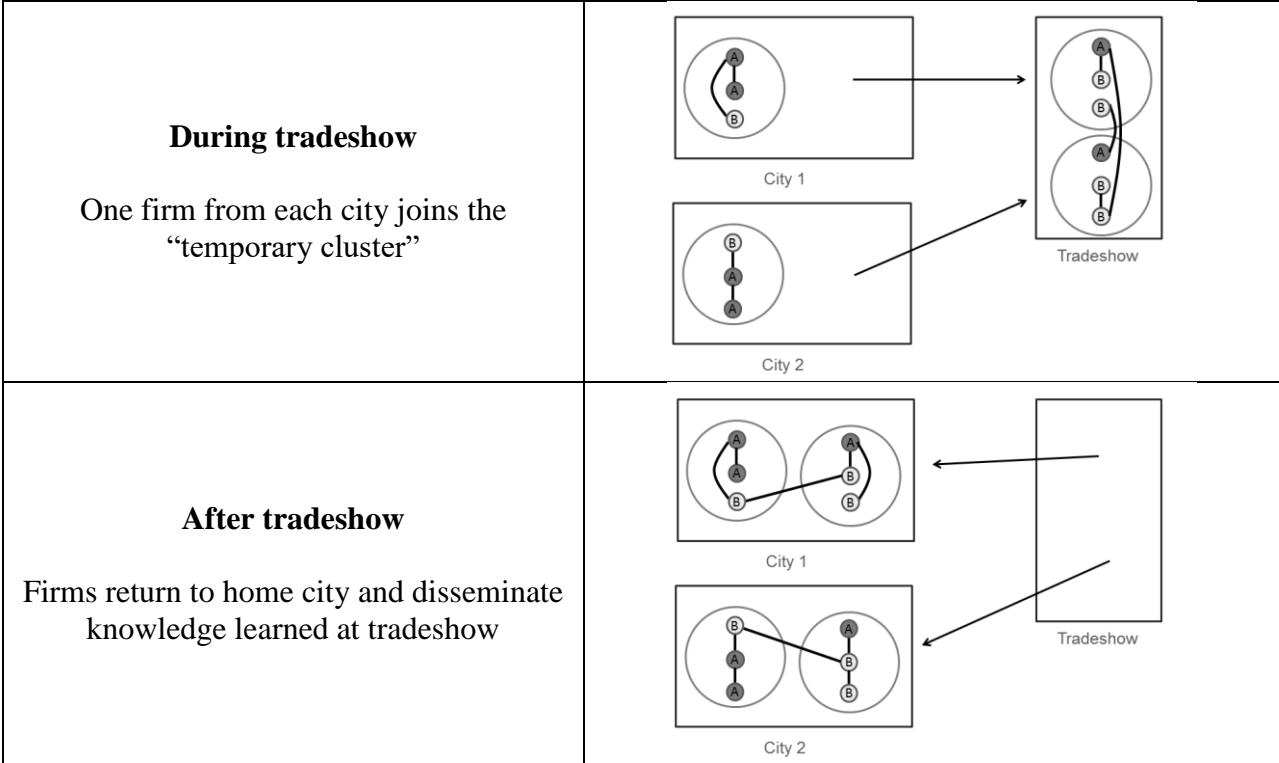 During tradeshow
One firm from each city joins the
“temporary cluster”
A
A
B
City 1
B
A
A
City 2
A
B
B
A
B
B
Tradeshow
After tradeshow
Firms return to home city and disseminate
knowledge learned at tradeshow
A
A
B
A
B
B
City 1
B
A
A
A
B
B
City 2
Tradeshow